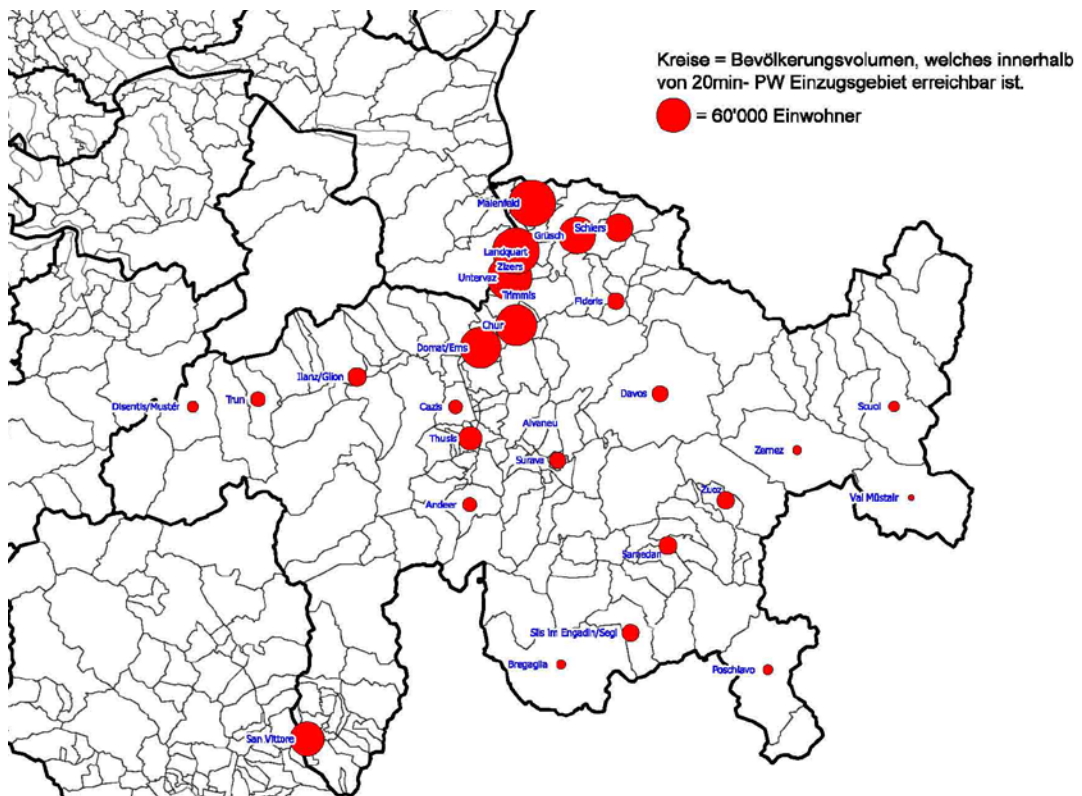 Kreise = Bevölkerungsvolumen, welches innerhalb
von 20min- PW Einzugsgebiet erreichbar ist.
= 60'000 Einwohner
Maienfeld
Grüsch
Schiers
Landquart
Zizers
Untervaz
Trimmis
Fideris
Chur
Domat/Ems
Ilanz/Glion
Trun
Disentis/Mustér
Cazis
Davos
Scuol
Alvaneu
Thusis
Surava
Zernez
Andeer
Zuoz
Val Müstair
Samedan
Sils im Engadin/Segl
Bregaglia
Poschiavo
San Vittore